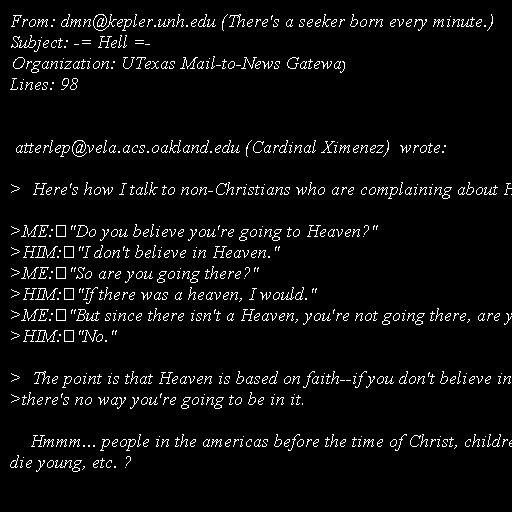 From: dmn@kepler.unh.edu (There's a seeker born every minute.)
Subject: -= Hell =-
Organization: UTexas Mail-to-News Gateway
Lines: 98
atterlep@vela.acs.oakland.edu (Cardinal Ximenez) wrote:
> Here's how I talk to non-Christians who are complaining about
>ME: "Do you believe you're going to Heaven?"
>HIM: "I don't believe in Heaven."
>ME: "So are you going there?"
>HIM: "If there was a heaven, I would."
>ME: "But since there isn't a Heaven, you're not going there, are
>HIM: "No."
> The point is that Heaven is based on faith--if you don't believe in
>there's no way you're going to be in it.
Hmmm... people in the americas before the time of Christ,
die young, etc. ?